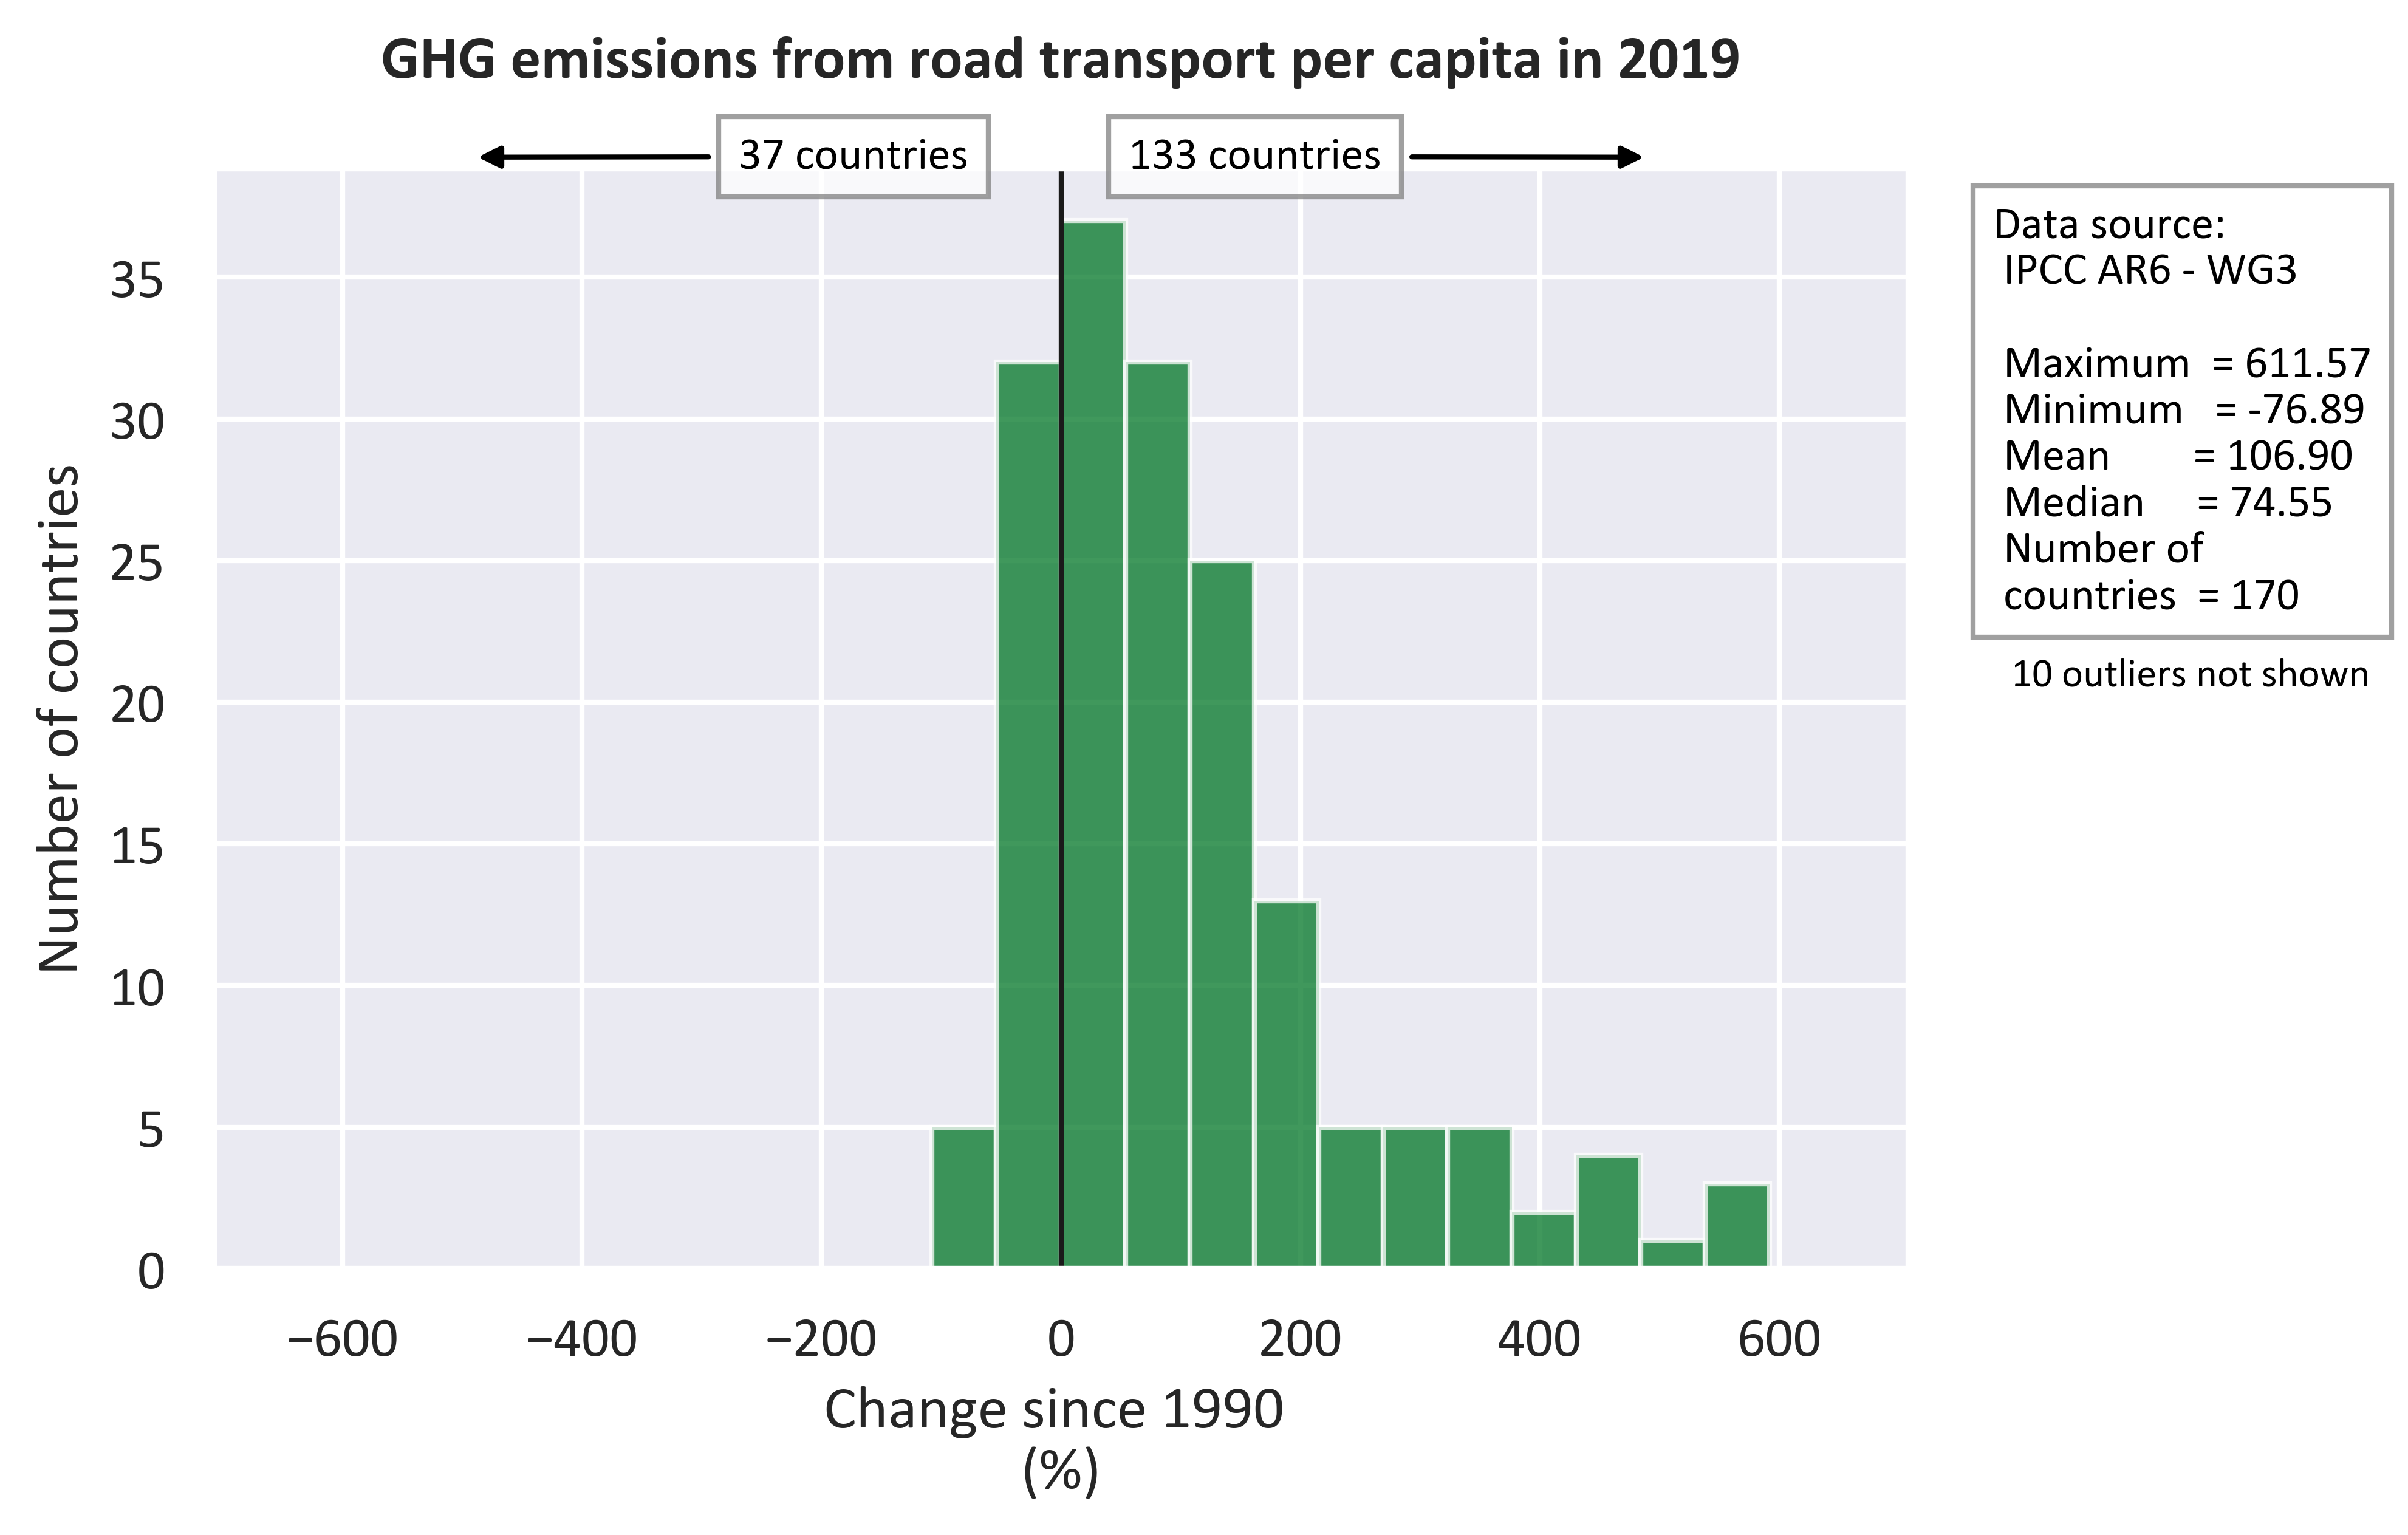 GHG emissions from road transport per capita in 2019
37 countries
133 countries
Number of countries
35
30
25
20
15
10
5
0
−600
−400
−200
0
200
400
600
Change since 1990
(%)
Data source:
IPCC AR6 - WG3
Maximum = 611.57
Minimum = -76.89
Mean = 106.90
Median = 74.55
Number of
countries = 170
10 outliers not shown